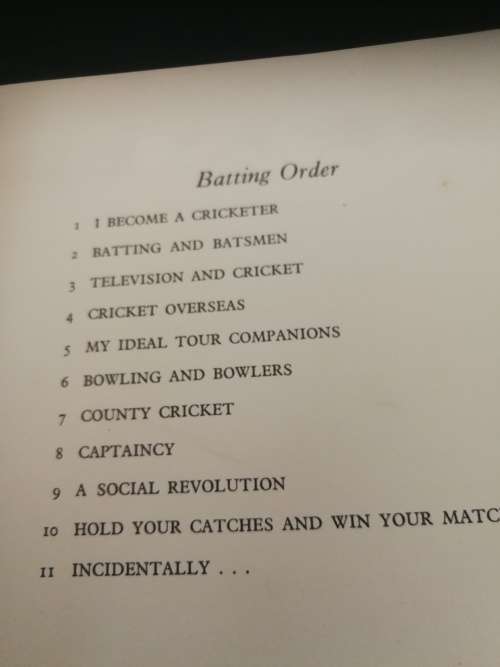 Batting Order
1 I BECOME A CRICKETER
2 BATTING AND BATSMEN
3 TELEVISION AND CRICKET
4 CRICKET OVERSEAS
5 MY IDEAL TOUR COMPANIONS
6 BOWLING AND BOWLERS
7 COUNTY CRICKET
8 CAPTAINCY
9 A SOCIAL REVOLUTION
10 HOLD YOUR CATCHES AND WIN YOUR
11 INCIDENTALLY . . .